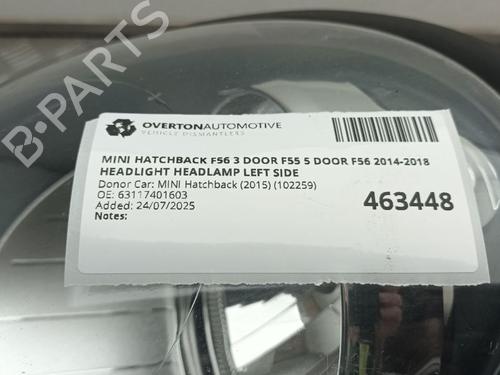 B-PARTS
OVERTONAUTOMOTIVE
VEHICLE DISMANTLERS
MINI HATCHBACK F56 3 DOOR F55 5 DOOR F56 2014-2018
HEADLIGHT HEADLAMP LEFT SIDE
Donor Car: MINI Hatchback (2015) (102259)
OE: 63117401603
Added: 24/07/2025
Notes:
463448